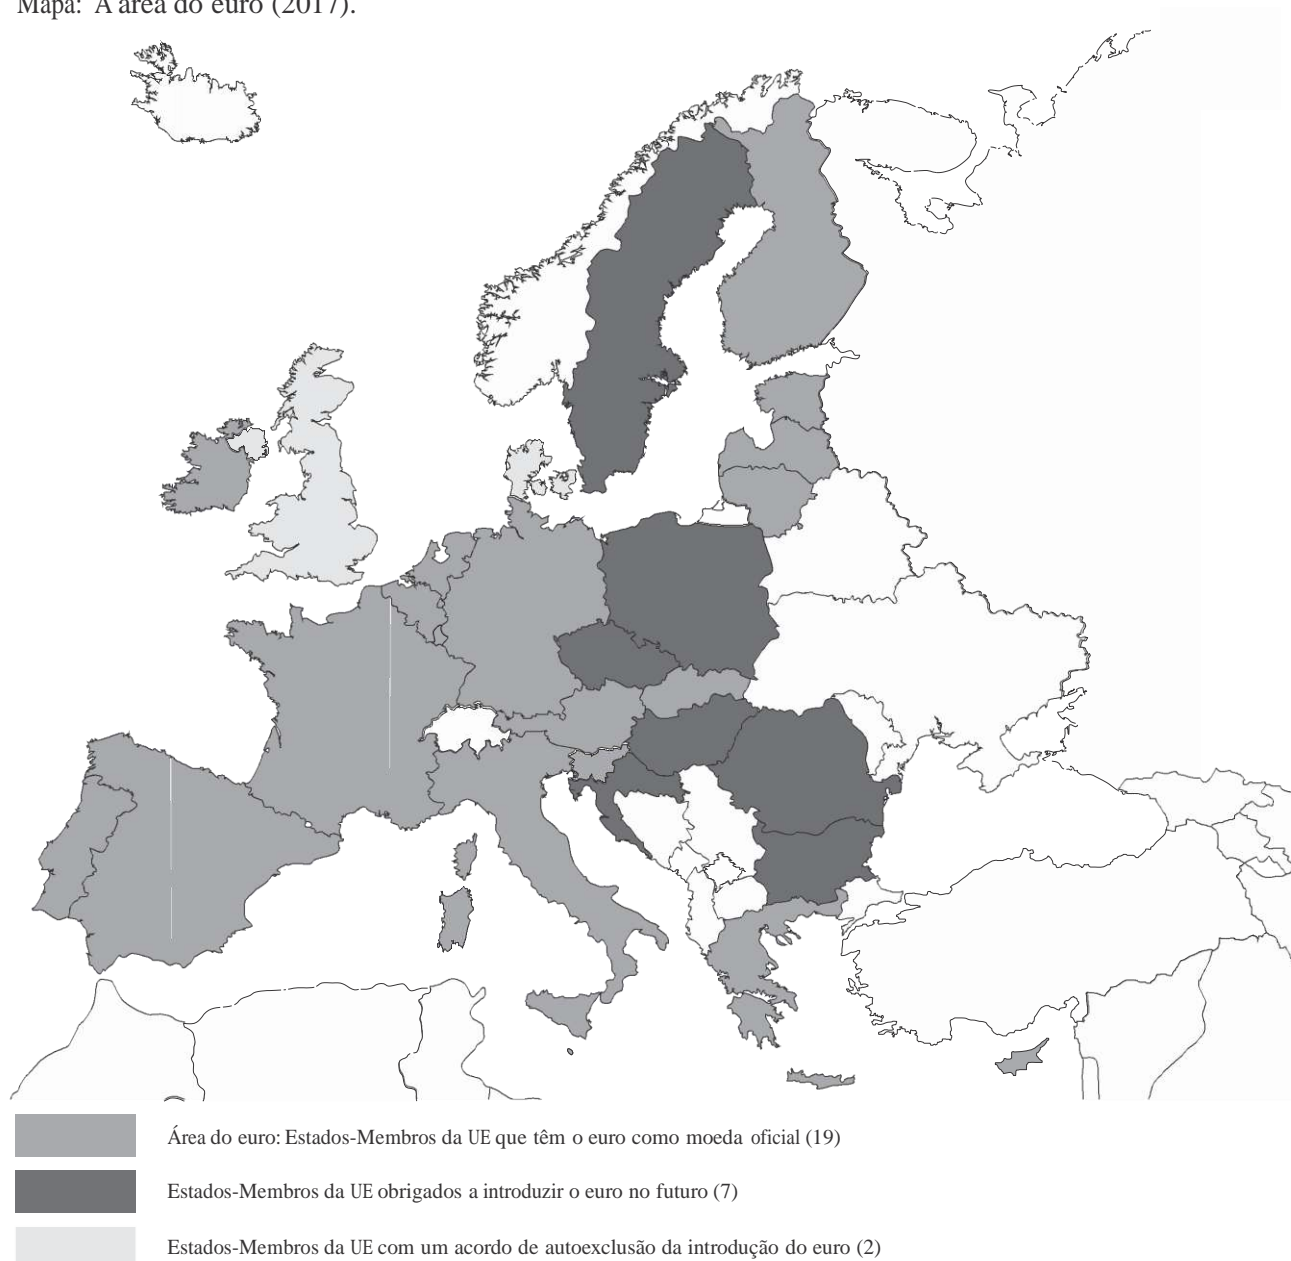 Mapa: A área do euro (2017).
Área do euro: Estados-Membros da UE que têm o euro como moeda oficial (19)
Estados-Membros da UE obrigados a introduzir o euro no futuro (7)
Estados-Membros da UE com um acordo de autoexclusão da introdução do euro (2)